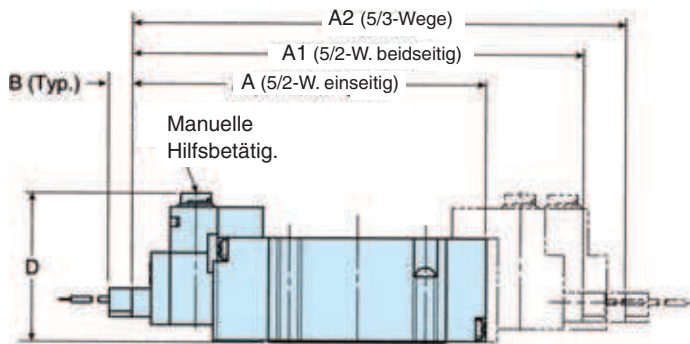 A2 (5/3-Wege)
A1 (5/2-W. beidseitig)
B (Typ.)
A (5/2-W. einseitig)
Manuelle
Hilfsbetätig.
D